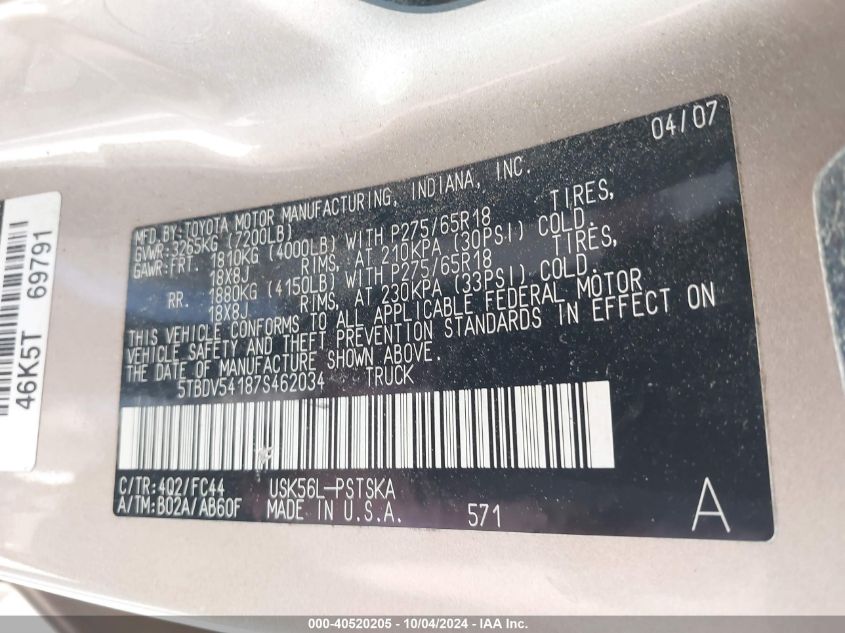 04/07
MFD.BY:TOYOTA MOTOR MANUFACTURING, INDIANA, INC.
GVWR:3265KG (7200LB)
GAWR:FRT. 1810KG (4000LB) WITH P275/65R18 TIRES,
18X8J RIMS, AT 210KPA (30PSI) COLD.
RR. 1880KG (4150LB) WITH P275/65R18 TIRES,
18X8J RIMS, AT 230KPA (33PSI) COLD.
THIS VEHICLE CONFORMS TO ALL APPLICABLE FEDERAL MOTOR
VEHICLE SAFETY AND THEFT PREVENTION STANDARDS IN EFFECT ON
THE DATE OF MANUFACTURE SHOWN ABOVE.
5TBDV54187S462034 TRUCK
C/TR:4Q2/FC44 USK56L-PSTSKA
A/TM:B02A/AB60F MADE IN U.S.A. 571 A
46K5T 69791
000-40520205 - 10/04/2024 - IAA Inc.